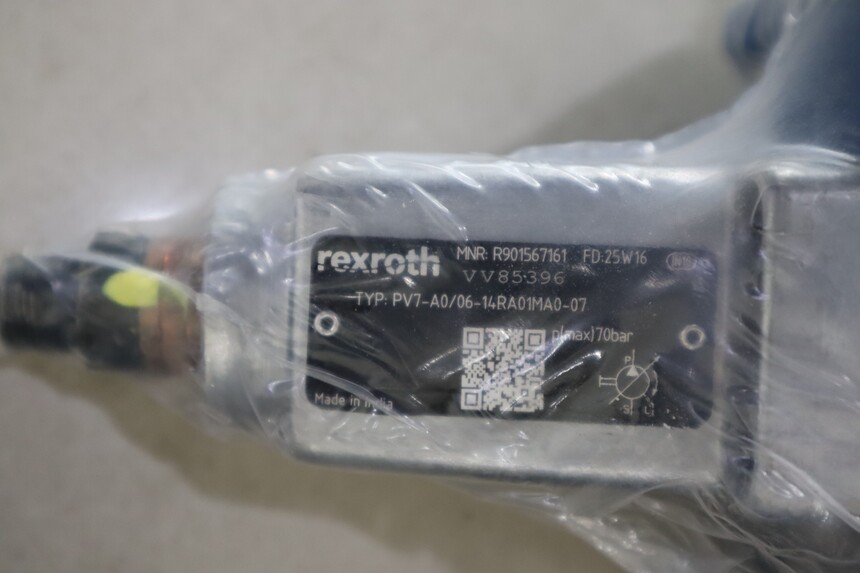 rexroth
MNR: R901567161 FD:25W16
VV85396
TYP: PV7-A0/06-14RA01MA0-07
p(max)70bar
P
S L
Made in India